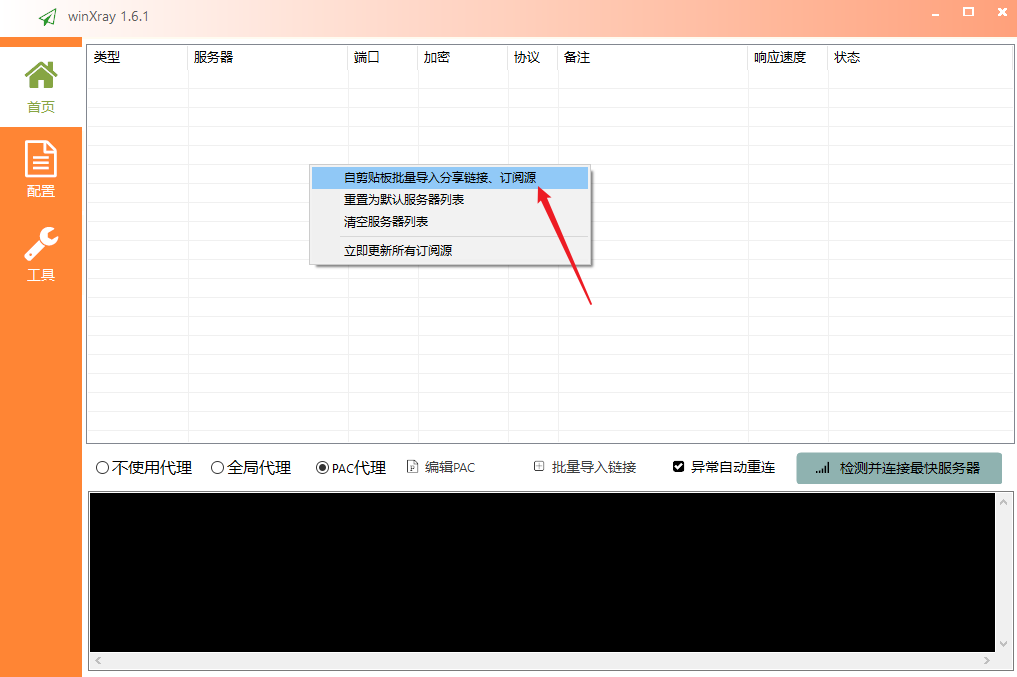 winXray 1.6.1
类型 服务器 端口 加密 协议 备注 响应速度 状态
首页
配置
工具
自剪贴板批量导入分享链接、订阅源
重置为默认服务器列表
清空服务器列表
立即更新所有订阅源
不使用代理 全局代理 PAC代理 编辑PAC 批量导入链接 异常自动重连 检测并连接最快服务器